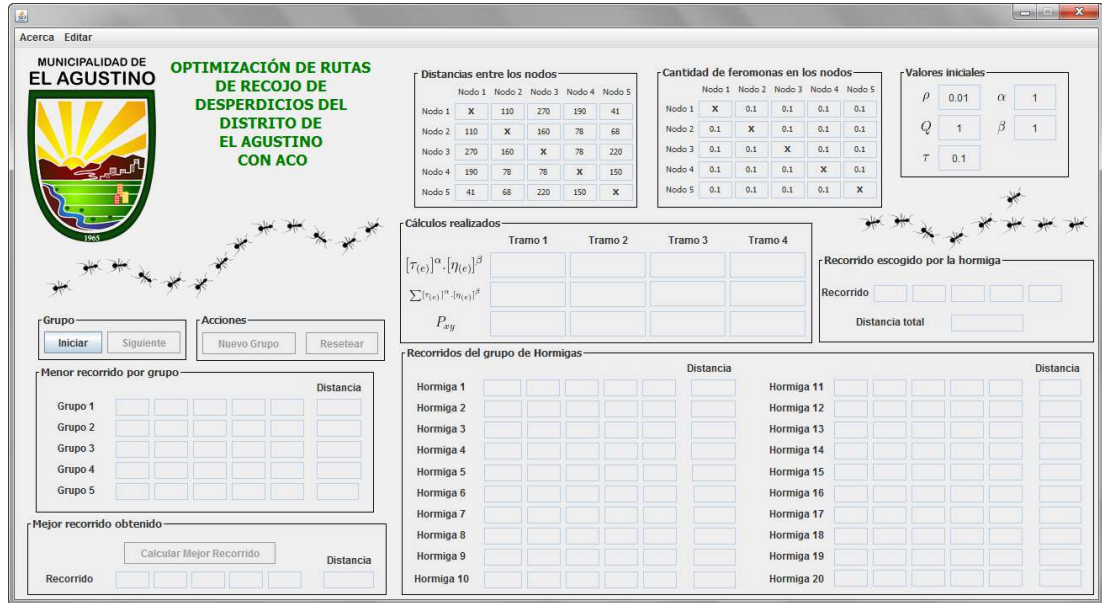 Acerca Editar
MUNICIPALIDAD DE
EL AGUSTINO
1965
OPTIMIZACIÓN DE RUTAS
DE RECOJO DE
DESPERDICIOS DEL
DISTRITO DE
EL AGUSTINO
CON ACO
Distancias entre los nodos
Nodo 1 Nodo 2 Nodo 3 Nodo 4 Nodo 5
Nodo 1 X 110 270 190 41
Nodo 2 110 X 160 78 68
Nodo 3 270 160 X 78 220
Nodo 4 190 78 78 X 150
Nodo 5 41 68 220 150 X
Cantidad de feromonas en los nodos
Nodo 1 Nodo 2 Nodo 3 Nodo 4 Nodo 5
Nodo 1 X 0.1 0.1 0.1 0.1
Nodo 2 0.1 X 0.1 0.1 0.1
Nodo 3 0.1 0.1 X 0.1 0.1
Nodo 4 0.1 0.1 0.1 X 0.1
Nodo 5 0.1 0.1 0.1 0.1 X
Valores iniciales
ρ 0.01 α 1
Q 1 β 1
τ 0.1
Cálculos realizados
Tramo 1 Tramo 2 Tramo 3 Tramo 4
[τ(e)]^α.[η(e)]^β
∑[τ(e)]^α.[η(e)]^β
P_xy
Recorrido escogido por la hormiga
Recorrido
Distancia total
Grupo
Iniciar Siguiente
Acciones
Nuevo Grupo Resetear
Menor recorrido por grupo
Distancia
Grupo 1
Grupo 2
Grupo 3
Grupo 4
Grupo 5
Mejor recorrido obtenido
Calcular Mejor Recorrido
Distancia
Recorrido
Recorridos del grupo de Hormigas
Distancia Distancia
Hormiga 1 Hormiga 11
Hormiga 2 Hormiga 12
Hormiga 3 Hormiga 13
Hormiga 4 Hormiga 14
Hormiga 5 Hormiga 15
Hormiga 6 Hormiga 16
Hormiga 7 Hormiga 17
Hormiga 8 Hormiga 18
Hormiga 9 Hormiga 19
Hormiga 10 Hormiga 20